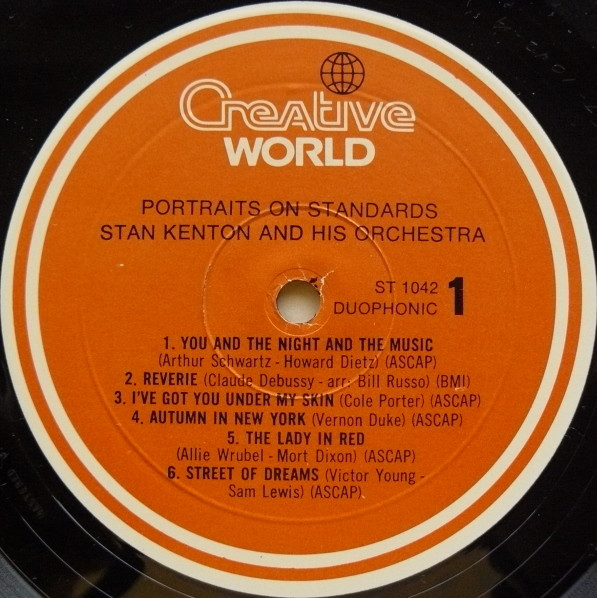 Creative
WORLD
PORTRAITS ON STANDARDS
STAN KENTON AND HIS ORCHESTRA
ST 1042
DUOPHONIC 1
1. YOU AND THE NIGHT AND THE MUSIC
(Arthur Schwartz - Howard Dietz) (ASCAP)
2. REVERIE (Claude Debussy - arr. Bill Russo) (BMI)
3. I'VE GOT YOU UNDER MY SKIN (Cole Porter) (ASCAP)
4. AUTUMN IN NEW YORK (Vernon Duke) (ASCAP)
5. THE LADY IN RED
(Allie Wrubel - Mort Dixon) (ASCAP)
6. STREET OF DREAMS (Victor Young -
Sam Lewis) (ASCAP)